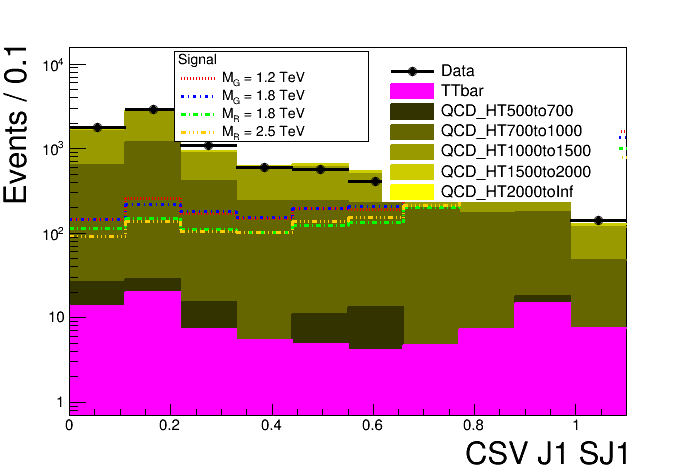 Events / 0.1
10⁴
10³
10²
10
1
Signal
M_G = 1.2 TeV
M_G = 1.8 TeV
M_R = 1.8 TeV
M_R = 2.5 TeV
Data
TTbar
QCD_HT500to700
QCD_HT700to1000
QCD_HT1000to1500
QCD_HT1500to2000
QCD_HT2000toInf
0 0.2 0.4 0.6 0.8 1
CSV J1 SJ1